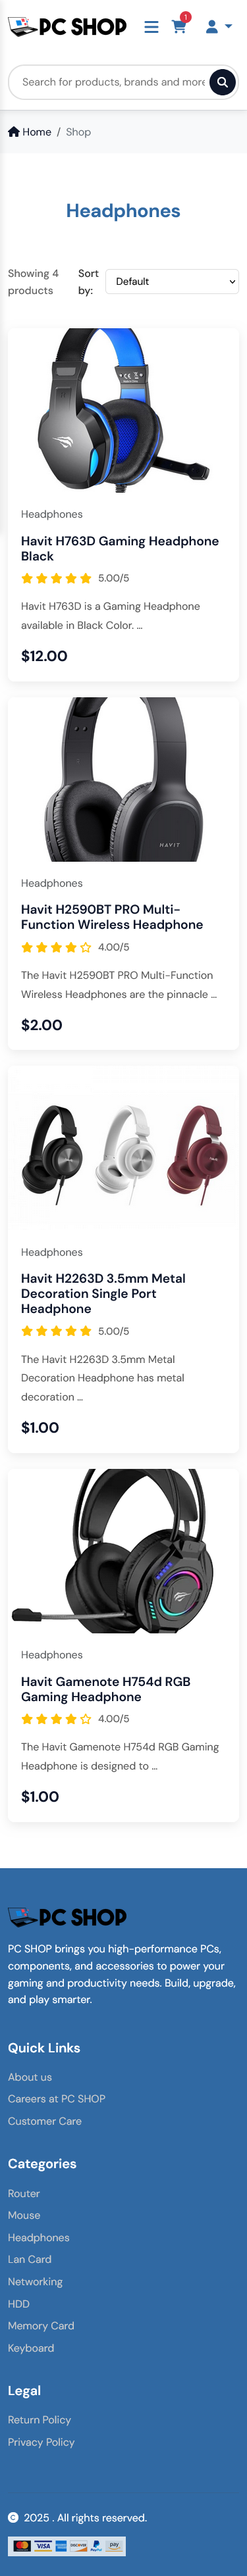 PC SHOP
1
Search for products, brands and more
Home / Shop
Headphones
Showing 4
products
Sort
by:
Default
Headphones
Havit H763D Gaming Headphone
Black
5.00/5
Havit H763D is a Gaming Headphone
available in Black Color. ...
$12.00
HAVIT
Headphones
Havit H2590BT PRO Multi-
Function Wireless Headphone
4.00/5
The Havit H2590BT PRO Multi-Function
Wireless Headphones are the pinnacle ...
$2.00
Headphones
Havit H2263D 3.5mm Metal
Decoration Single Port
Headphone
5.00/5
The Havit H2263D 3.5mm Metal
Decoration Headphone has metal
decoration ...
$1.00
Headphones
Havit Gamenote H754d RGB
Gaming Headphone
4.00/5
The Havit Gamenote H754d RGB Gaming
Headphone is designed to ...
$1.00
PC SHOP
PC SHOP brings you high-performance PCs,
components, and accessories to power your
gaming and productivity needs. Build, upgrade,
and play smarter.
Quick Links
About us
Careers at PC SHOP
Customer Care
Categories
Router
Mouse
Headphones
Lan Card
Networking
HDD
Memory Card
Keyboard
Legal
Return Policy
Privacy Policy
© 2025 . All rights reserved.
VISA DISCOVER PayPal pay